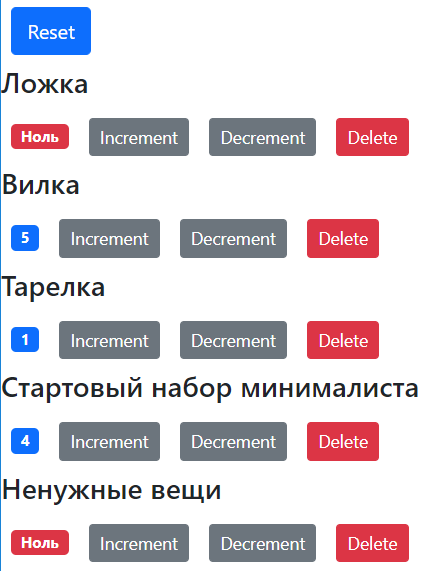 Reset
Ложка
Ноль Increment Decrement Delete
Вилка
5 Increment Decrement Delete
Тарелка
1 Increment Decrement Delete
Стартовый набор минималиста
4 Increment Decrement Delete
Ненужные вещи
Ноль Increment Decrement Delete